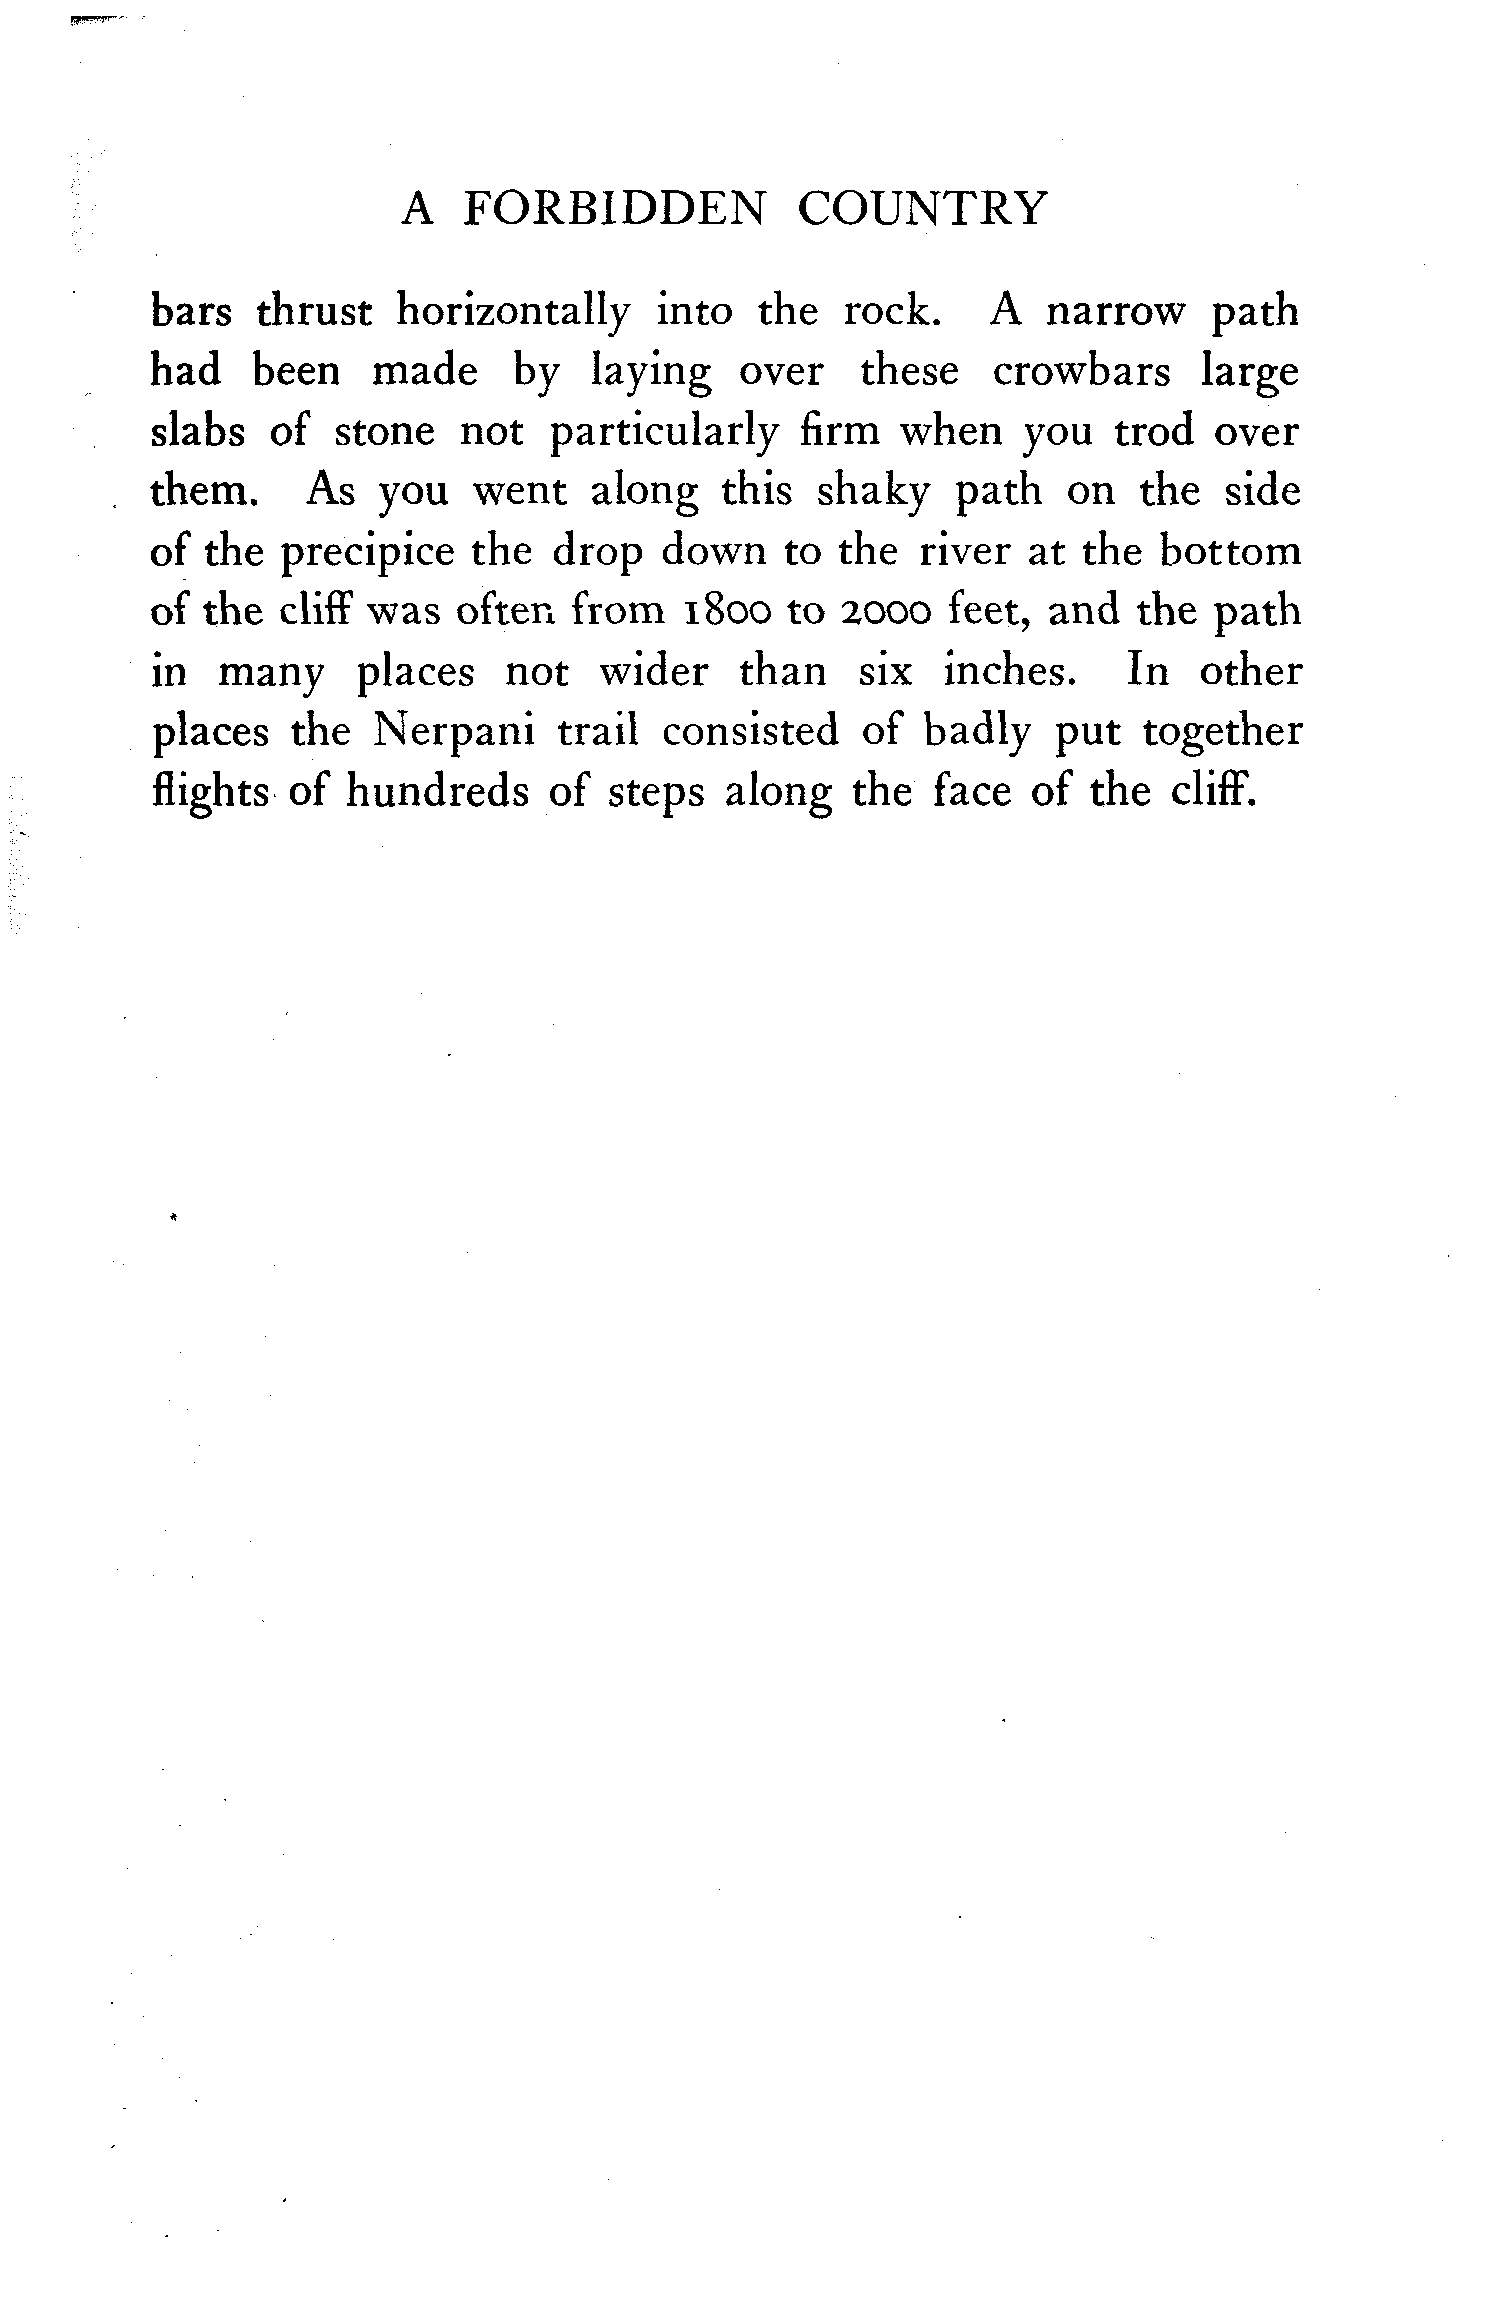 A FORBIDDEN COUNTRY
bars thrust horizontally into the rock. A narrow path
had been made by laying over these crowbars large
slabs of stone not particularly firm when you trod over
them. As you went along this shaky path on the side
of the precipice the drop down to the river at the bottom
of the cliff was often from 1800 to 2000 feet, and the path
in many places not wider than six inches. In other
places the Nerpani trail consisted of badly put together
flights of hundreds of steps along the face of the cliff.